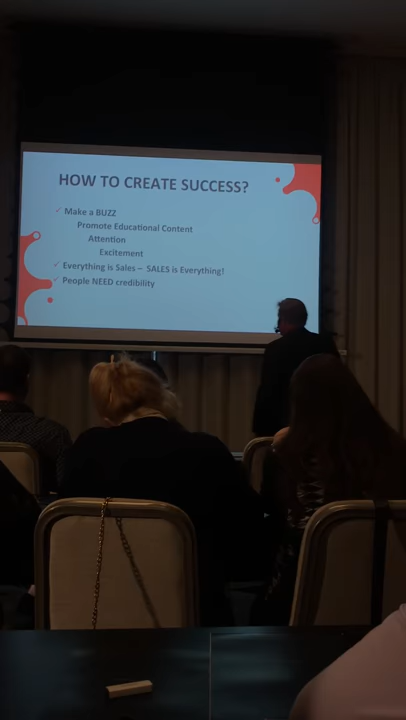 HOW TO CREATE SUCCESS?
✓ Make a BUZZ
Promote Educational Content
Attention
Excitement
✓ Everything is Sales – SALES is Everything!
✓ People NEED credibility